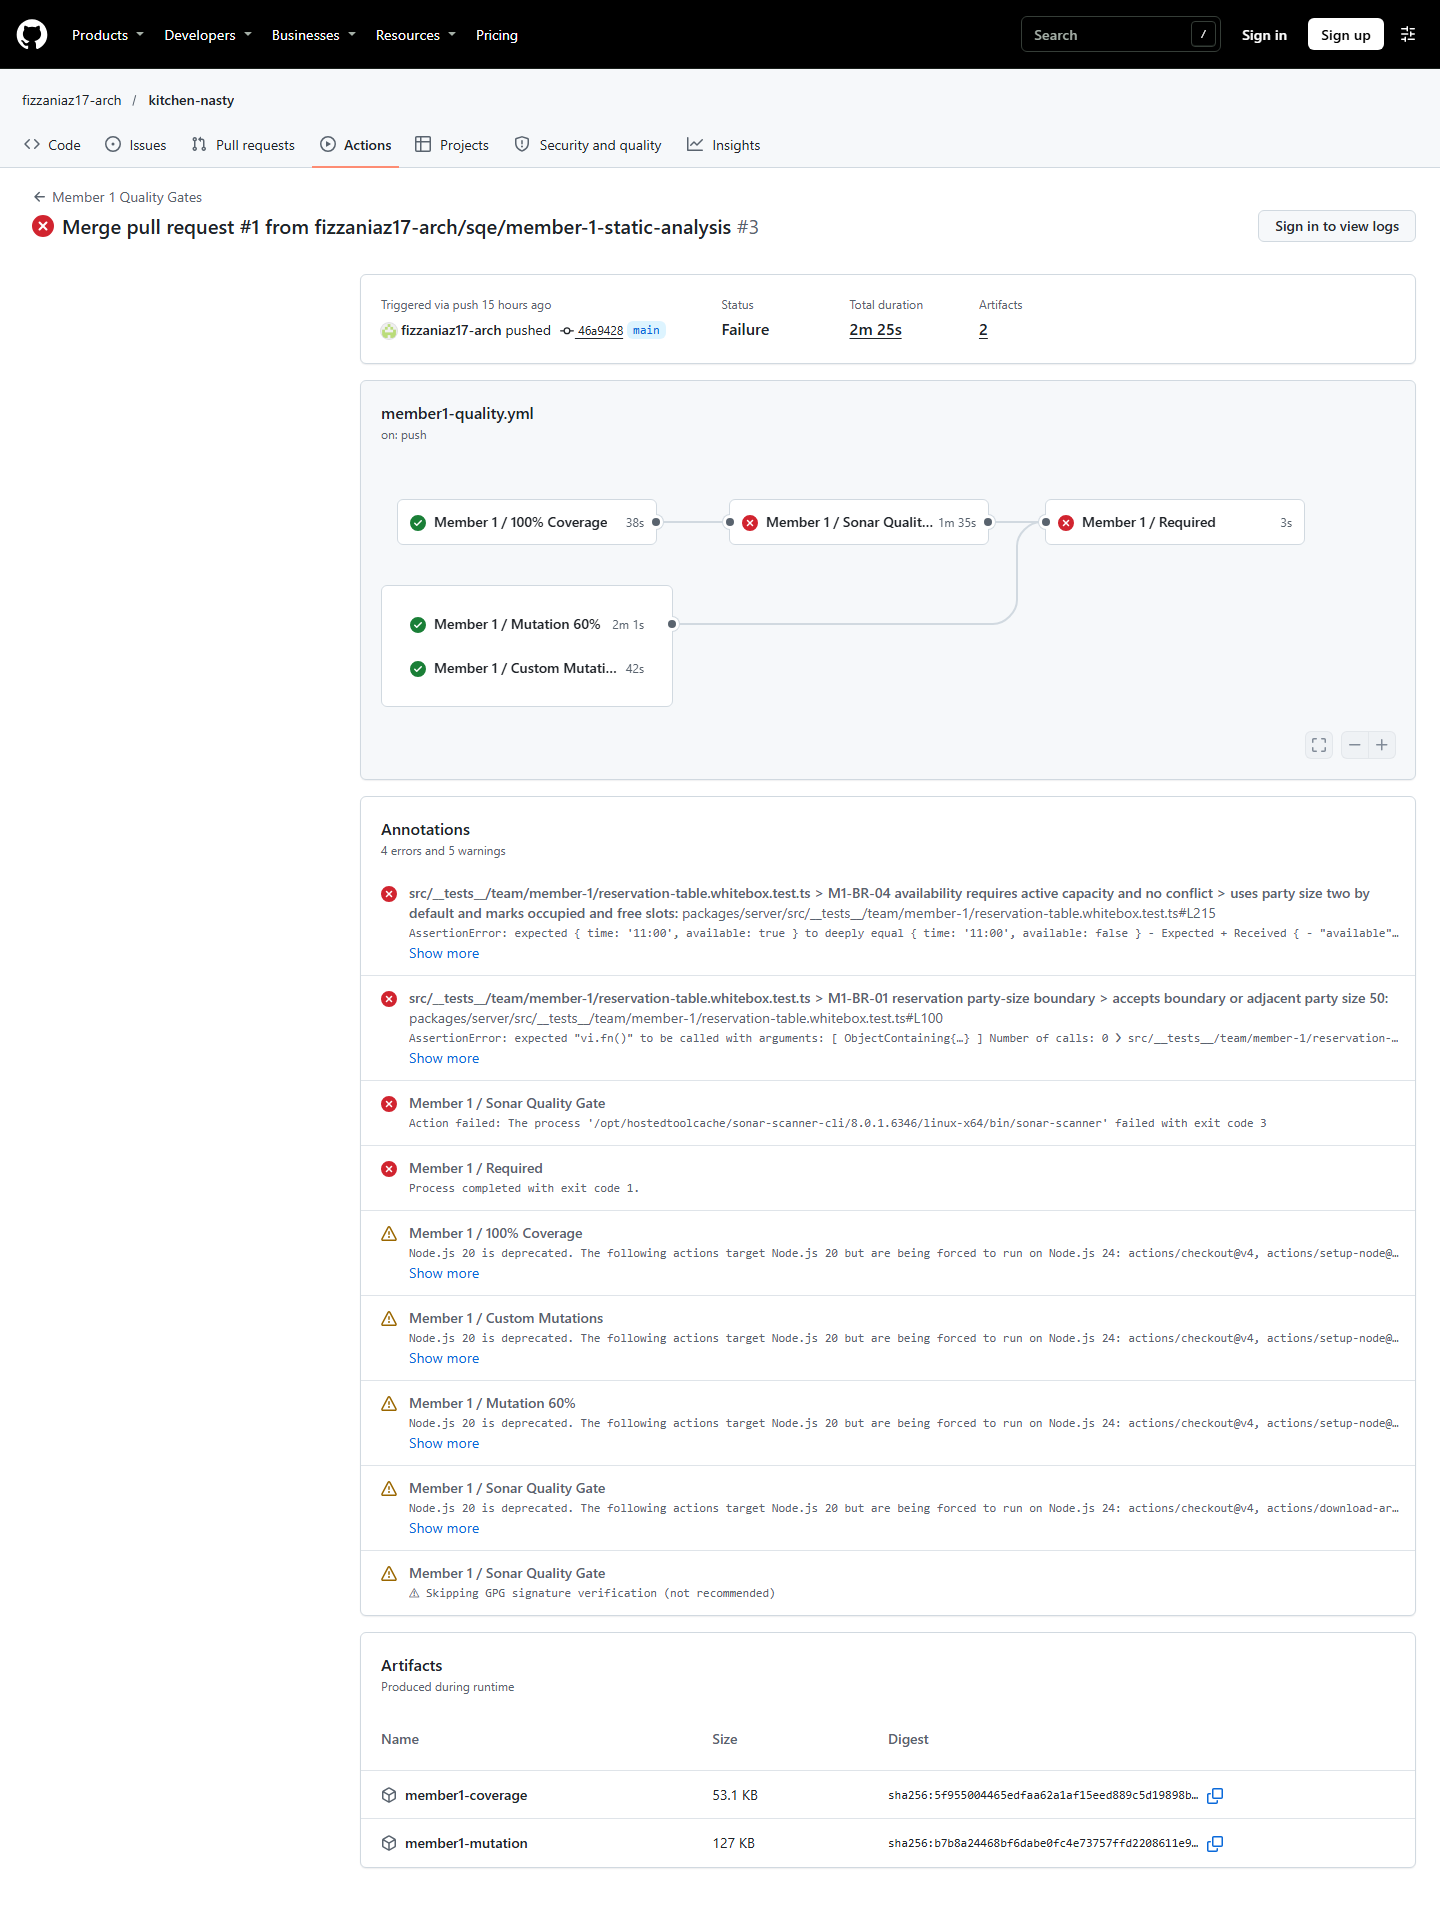 Products
Developers
Businesses
Resources
Pricing
Search
/
Sign in
Sign up
fizzaniaz17-arch / kitchen-nasty
Code
Issues
Pull requests
Actions
Projects
Security and quality
Insights
Member 1 Quality Gates
Merge pull request #1 from fizzaniaz17-arch/sqe/member-1-static-analysis #3
Sign in to view logs
Triggered via push 15 hours ago
fizzaniaz17-arch pushed 46a9428 main
Status
Failure
Total duration
2m 25s
Artifacts
2
member1-quality.yml
on: push
Member 1 / 100% Coverage 38s
Member 1 / Sonar Qualit... 1m 35s
Member 1 / Required 3s
Member 1 / Mutation 60% 2m 1s
Member 1 / Custom Mutati... 42s
Annotations
4 errors and 5 warnings
src/__tests__/team/member-1/reservation-table.whitebox.test.ts > M1-BR-04 availability requires active capacity and no conflict > uses party size two by
default and marks occupied and free slots: packages/server/src/__tests__/team/member-1/reservation-table.whitebox.test.ts#L215
AssertionError: expected { time: '11:00', available: true } to deeply equal { time: '11:00', available: false } - Expected + Received { - "available"…
Show more
src/__tests__/team/member-1/reservation-table.whitebox.test.ts > M1-BR-01 reservation party-size boundary > accepts boundary or adjacent party size 50:
packages/server/src/__tests__/team/member-1/reservation-table.whitebox.test.ts#L100
AssertionError: expected "vi.fn()" to be called with arguments: [ ObjectContaining{…} ] Number of calls: 0 ❯ src/__tests__/team/member-1/reservation-…
Show more
Member 1 / Sonar Quality Gate
Action failed: The process '/opt/hostedtoolcache/sonar-scanner-cli/8.0.1.6346/linux-x64/bin/sonar-scanner' failed with exit code 3
Member 1 / Required
Process completed with exit code 1.
Member 1 / 100% Coverage
Node.js 20 is deprecated. The following actions target Node.js 20 but are being forced to run on Node.js 24: actions/checkout@v4, actions/setup-node@…
Show more
Member 1 / Custom Mutations
Node.js 20 is deprecated. The following actions target Node.js 20 but are being forced to run on Node.js 24: actions/checkout@v4, actions/setup-node@…
Show more
Member 1 / Mutation 60%
Node.js 20 is deprecated. The following actions target Node.js 20 but are being forced to run on Node.js 24: actions/checkout@v4, actions/setup-node@…
Show more
Member 1 / Sonar Quality Gate
Node.js 20 is deprecated. The following actions target Node.js 20 but are being forced to run on Node.js 24: actions/checkout@v4, actions/download-ar…
Show more
Member 1 / Sonar Quality Gate
⚠ Skipping GPG signature verification (not recommended)
Artifacts
Produced during runtime
Name Size Digest
member1-coverage 53.1 KB sha256:5f955004465edfaa62a1af15eed889c5d19898b…
member1-mutation 127 KB sha256:b7b8a24468bf6dabe0fc4e73757ffd2208611e9…